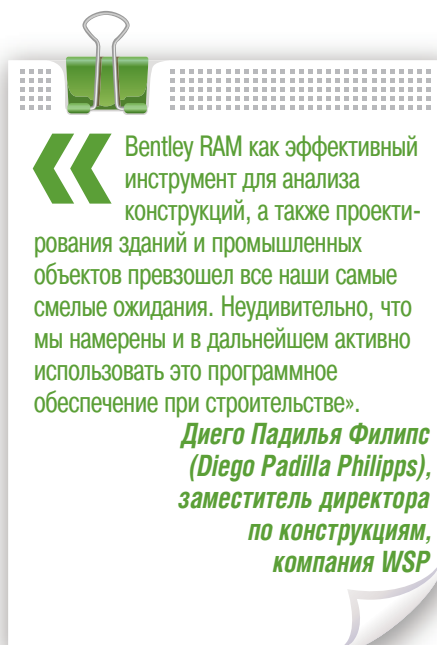 «Bentley RAM как эффективный
инструмент для анализа
конструкций, а также проекти-
рования зданий и промышленных
объектов превзошел все наши самые
смелые ожидания. Неудивительно, что
мы намерены и в дальнейшем активно
использовать это программное
обеспечение при строительстве».
Диего Падилья Филипс
(Diego Padilla Philipps),
заместитель директора
по конструкциям,
компания WSP